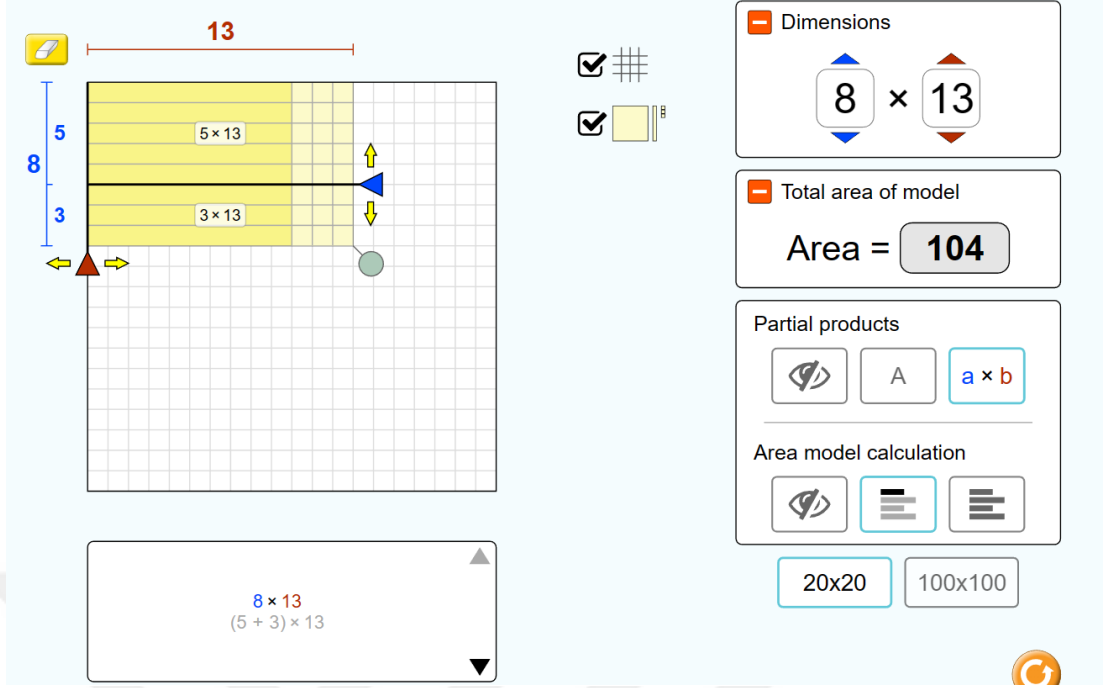 13
5
8
3
5 × 13
3 × 13
Dimensions
8 × 13
Total area of model
Area = 104
Partial products
A
a × b
Area model calculation
20x20
100x100
8 × 13
(5 + 3) × 13